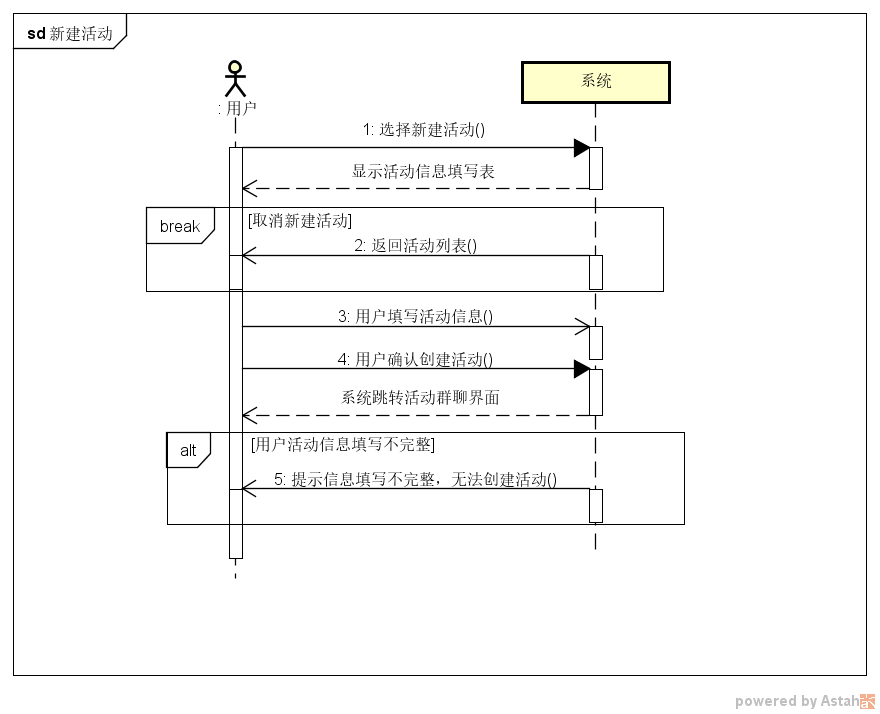 sd 新建活动
: 用户
系统
1: 选择新建活动()
显示活动信息填写表
break
[取消新建活动]
2: 返回活动列表()
3: 用户填写活动信息()
4: 用户确认创建活动()
系统跳转活动群聊界面
alt
[用户活动信息填写不完整]
5: 提示信息填写不完整，无法创建活动()
powered by Astah